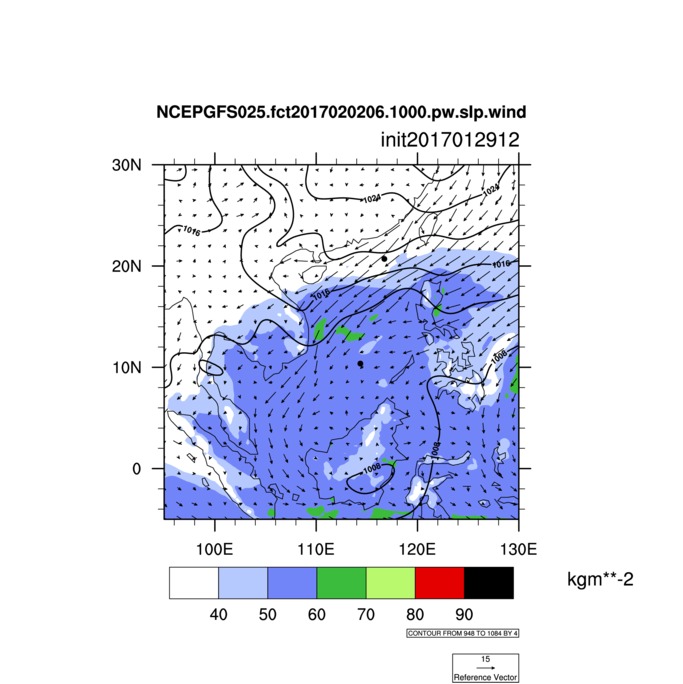 NCEPGFS025.fct2017020206.1000.pw.slp.wind
init2017012912
30N
1024
1024
1016
20N
1016
1016
10N
1008
1008
0
1008
100E 110E 120E 130E
kgm**-2
40 50 60 70 80 90
CONTOUR FROM 948 TO 1084 BY 4
15
Reference Vector